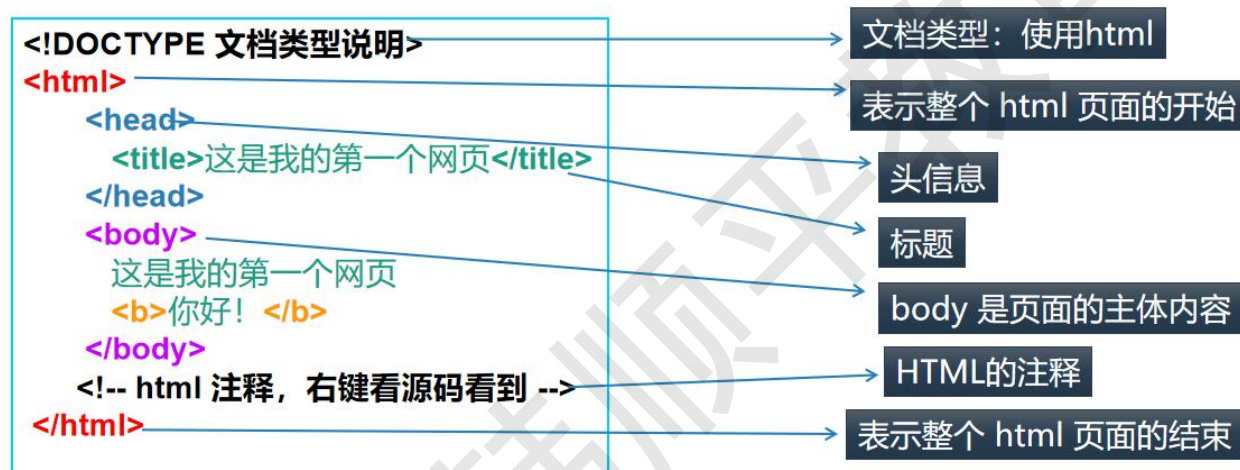 <!DOCTYPE 文档类型说明>
文档类型：使用html
<html>
表示整个 html 页面的开始
<head>
<title>这是我的第一个网页</title>
头信息
</head>
<body>
标题
这是我的第一个网页
<b>你好！</b>
body 是页面的主体内容
</body>
<!-- html 注释，右键看源码看到 -->
HTML的注释
</html>
表示整个 html 页面的结束
韩顺平教育